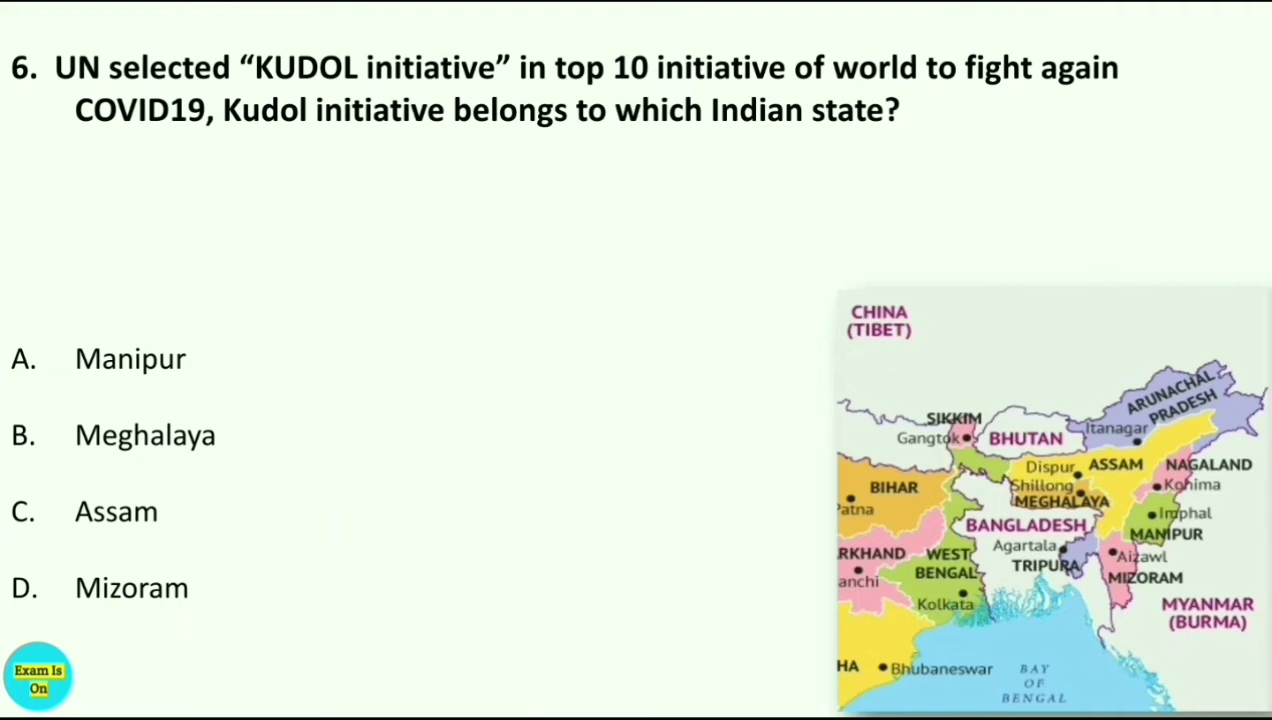 6. UN selected “KUDOL initiative” in top 10 initiative of world to fight again
COVID19, Kudol initiative belongs to which Indian state?
A. Manipur
B. Meghalaya
C. Assam
D. Mizoram
Exam Is
On
CHINA
(TIBET)
SIKKIM
Gangtok
BHUTAN
ARUNACHAL
PRADESH
Itanagar
Dispur
ASSAM
NAGALAND
Kohima
Shillong
MEGHALAYA
BIHAR
Patna
Imphal
MANIPUR
BANGLADESH
Agartala
TRIPURA
Aizawl
MIZORAM
RKHAND
anchi
WEST
BENGAL
Kolkata
MYANMAR
(BURMA)
HA
Bhubaneswar
BAY
OF
BENGAL